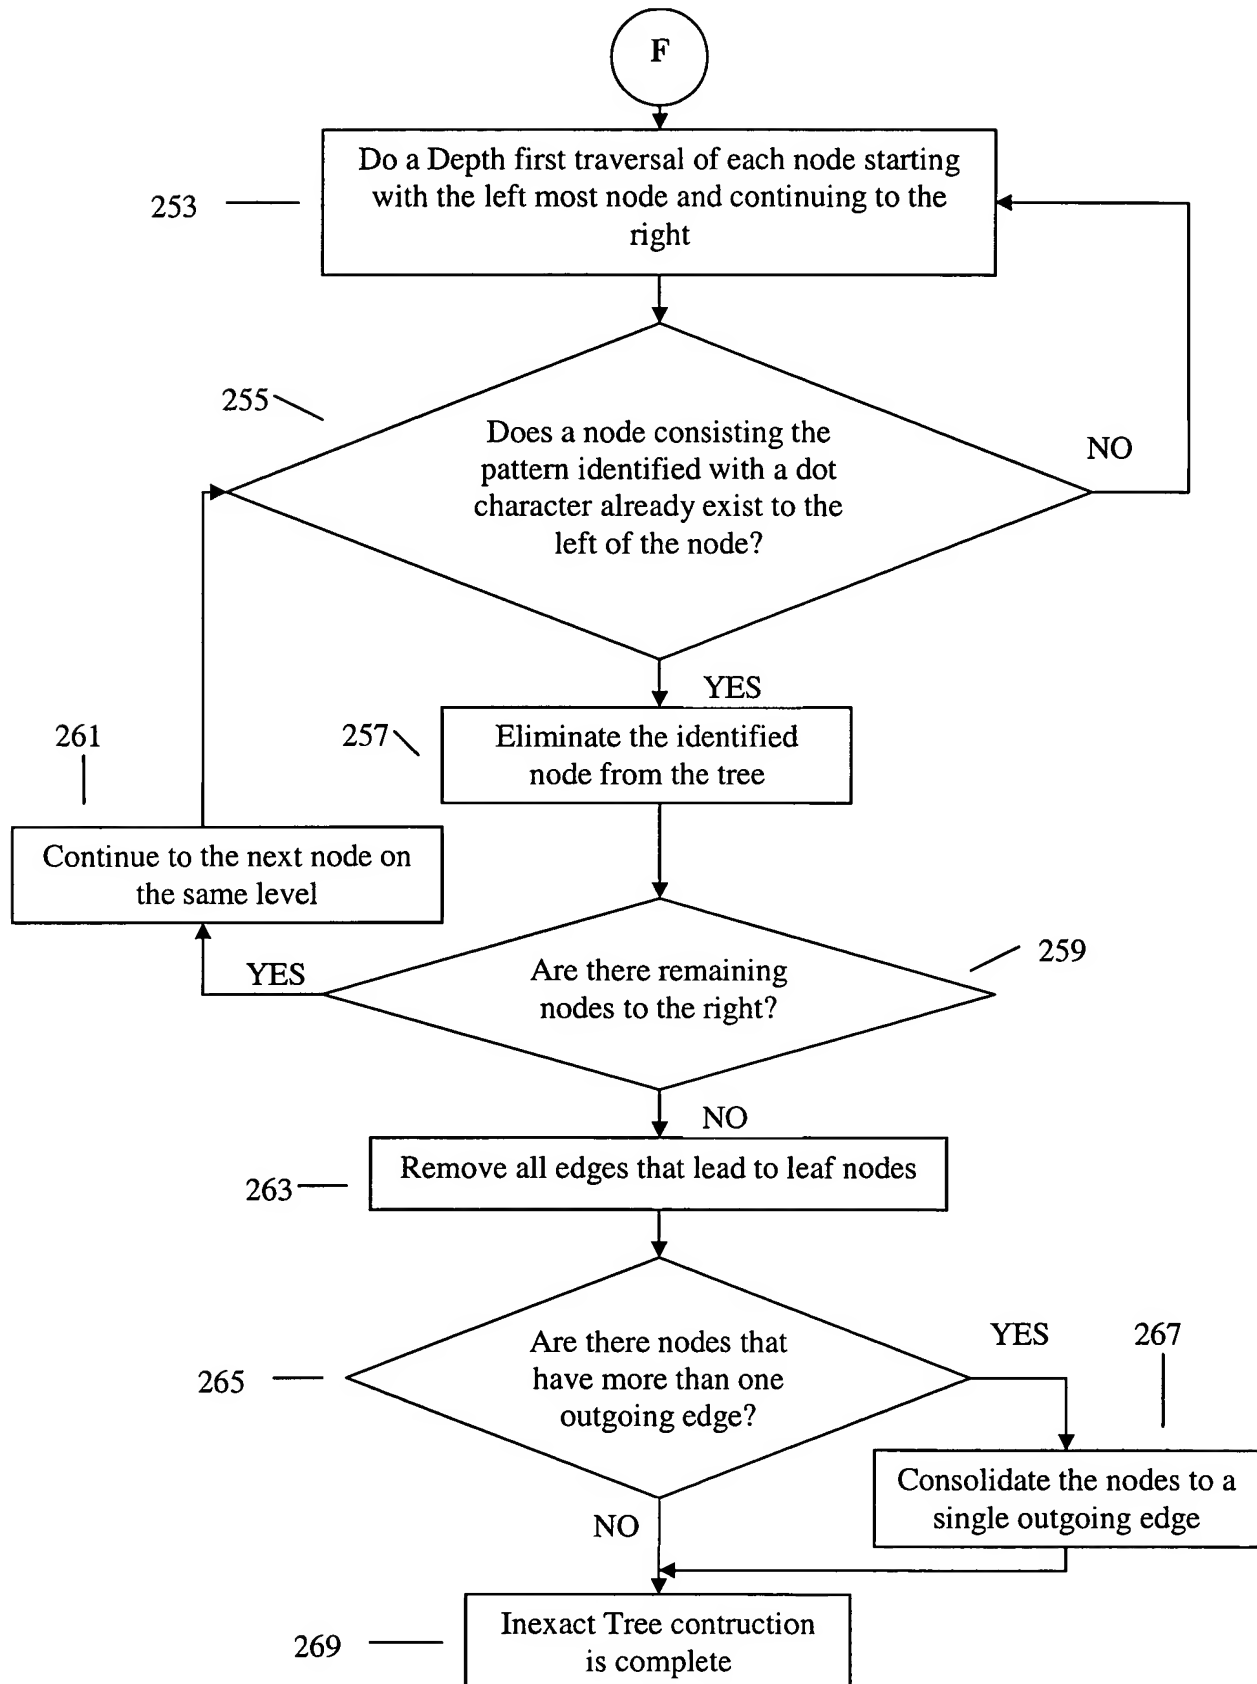 F
Do a Depth first traversal of each node starting
with the left most node and continuing to the
right
253
255
Does a node consisting the
pattern identified with a dot
character already exist to the
left of the node?
NO
YES
261
257
Eliminate the identified
node from the tree
Continue to the next node on
the same level
259
YES
Are there remaining
nodes to the right?
NO
263
Remove all edges that lead to leaf nodes
YES
267
265
Are there nodes that
have more than one
outgoing edge?
Consolidate the nodes to a
single outgoing edge
NO
269
Inexact Tree contruction
is complete